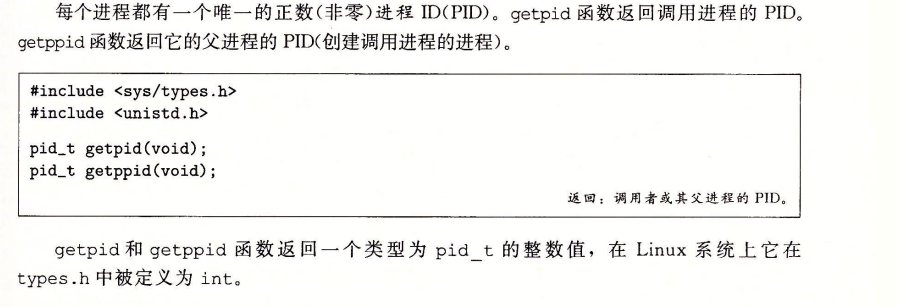 每个进程都有一个唯一的正数(非零)进程 ID(PID)。getpid 函数返回调用进程的 PID。
getppid 函数返回它的父进程的 PID(创建调用进程的进程)。
#include <sys/types.h>
#include <unistd.h>
pid_t getpid(void);
pid_t getppid(void);
返回：调用者或其父进程的 PID。
getpid 和 getppid 函数返回一个类型为 pid_t 的整数值，在 Linux 系统上它在
types.h 中被定义为 int。